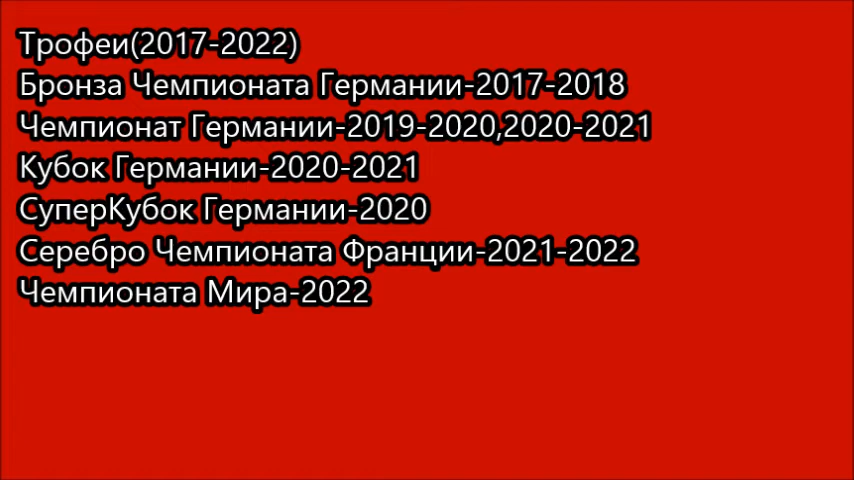 Трофеи(2017-2022)
Бронза Чемпионата Германии-2017-2018
Чемпионат Германии-2019-2020,2020-2021
Кубок Германии-2020-2021
СуперКубок Германии-2020
Серебро Чемпионата Франции-2021-2022
Чемпионата Мира-2022